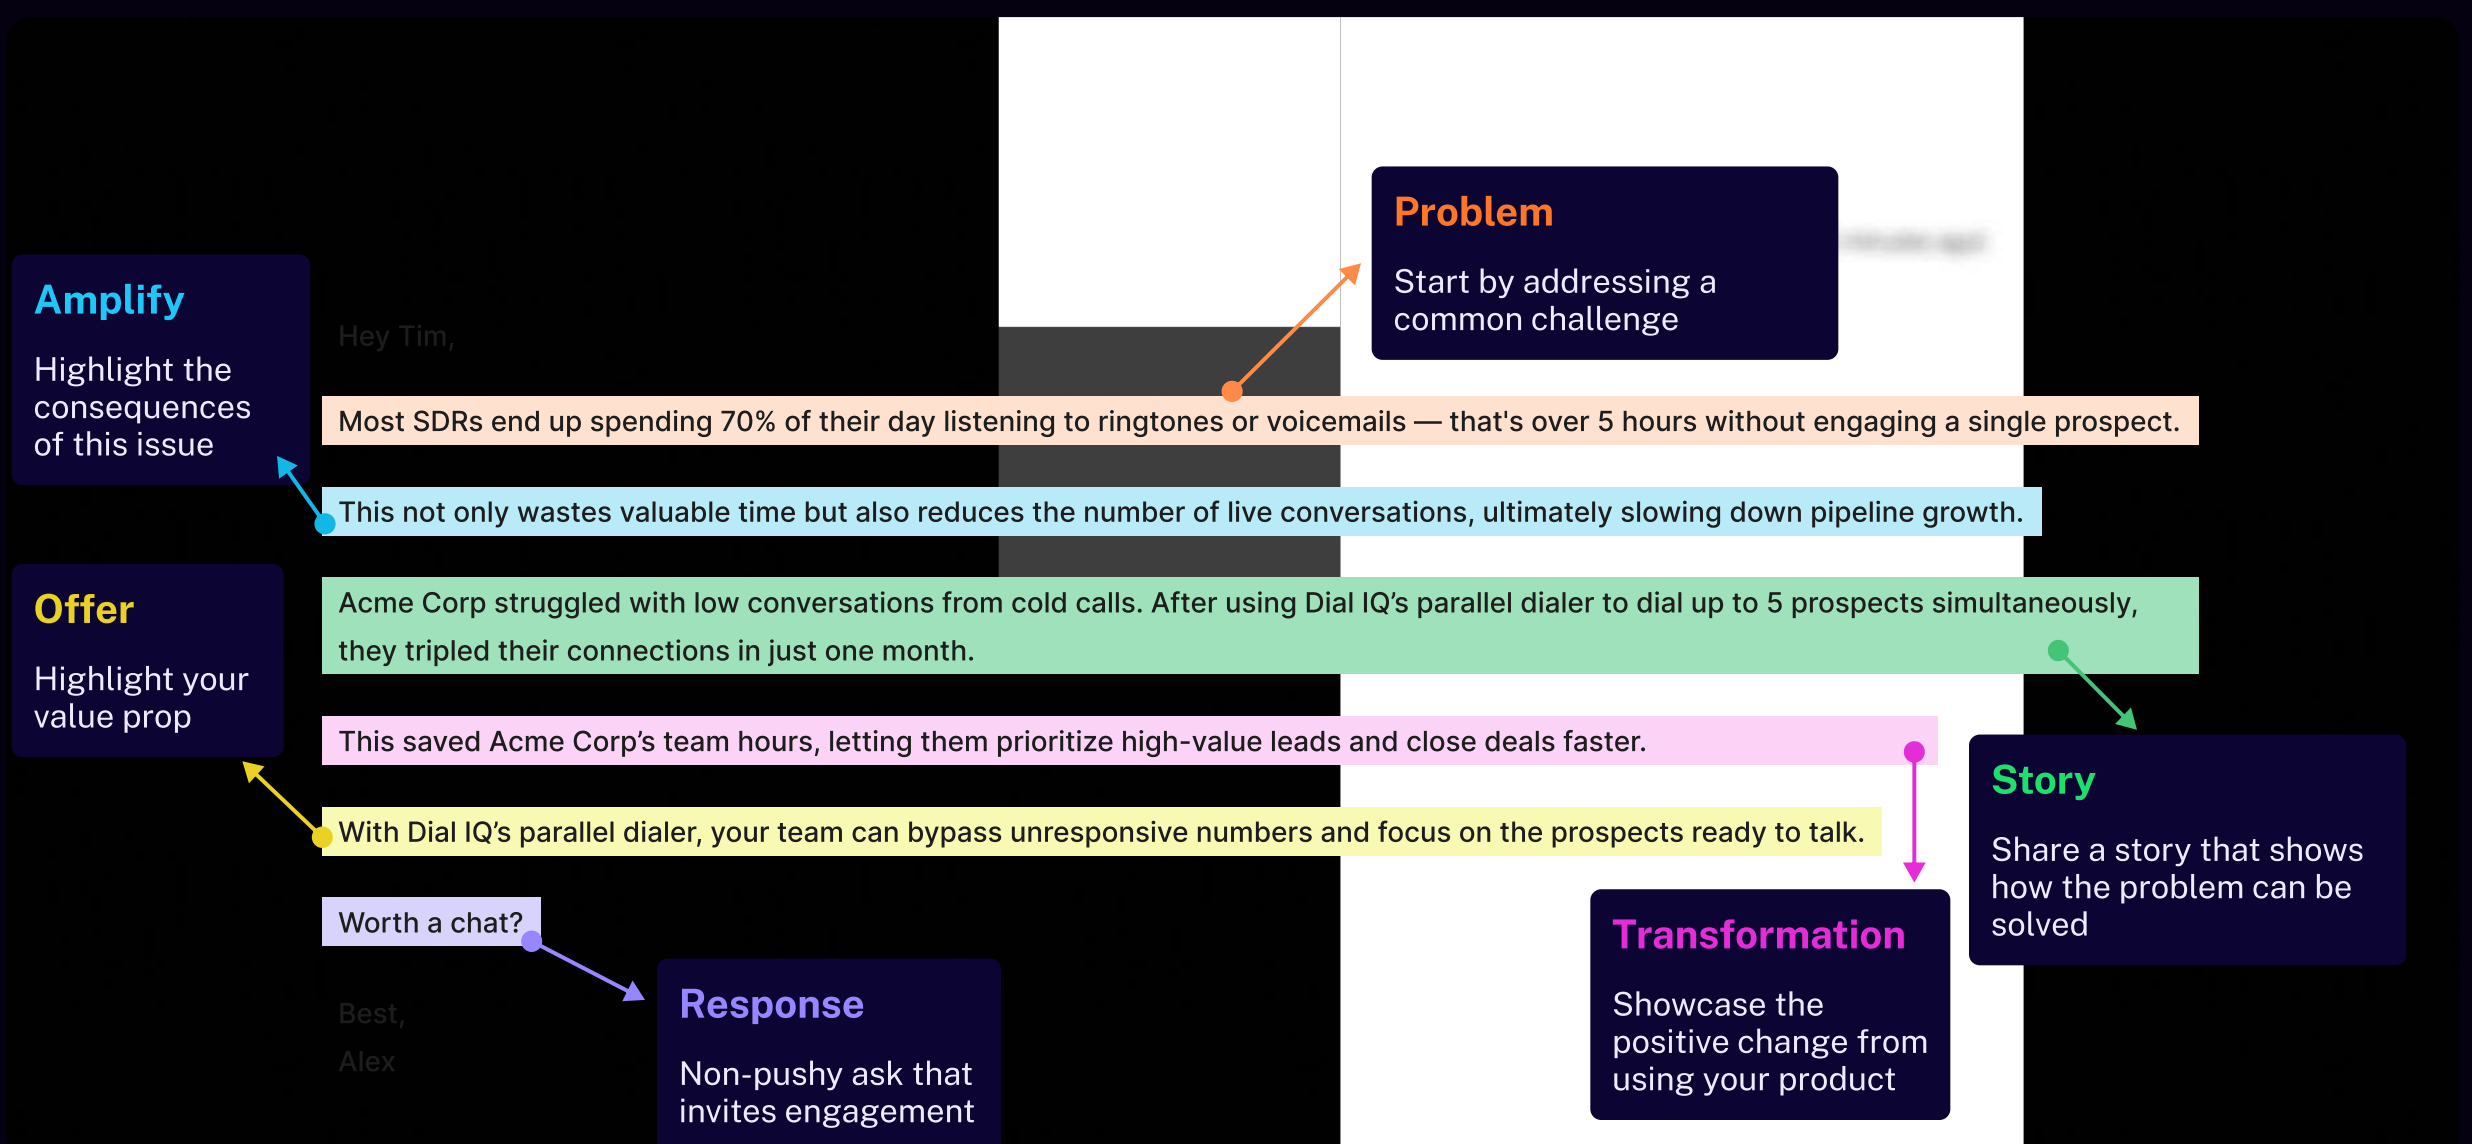 Problem
Start by addressing a
common challenge
Amplify
Highlight the
consequences
of this issue
Hey Tim,
Most SDRs end up spending 70% of their day listening to ringtones or voicemails — that's over 5 hours without engaging a single prospect.
This not only wastes valuable time but also reduces the number of live conversations, ultimately slowing down pipeline growth.
Offer
Highlight your
value prop
Acme Corp struggled with low conversations from cold calls. After using Dial IQ’s parallel dialer to dial up to 5 prospects simultaneously,
they tripled their connections in just one month.
This saved Acme Corp’s team hours, letting them prioritize high-value leads and close deals faster.
Story
Share a story that shows
how the problem can be
solved
With Dial IQ’s parallel dialer, your team can bypass unresponsive numbers and focus on the prospects ready to talk.
Worth a chat?
Transformation
Showcase the
positive change from
using your product
Response
Non-pushy ask that
invites engagement
Best,
Alex